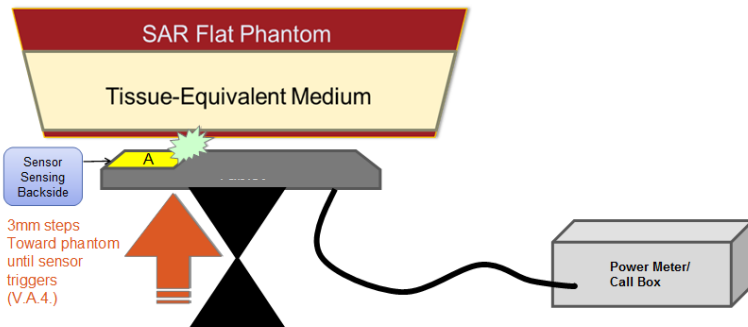 SAR Flat Phantom
Tissue-Equivalent Medium
A
Sensor
Sensing
Backside
3mm steps
Toward phantom
until sensor
triggers
(V.A.4.)
Power Meter/
Call Box